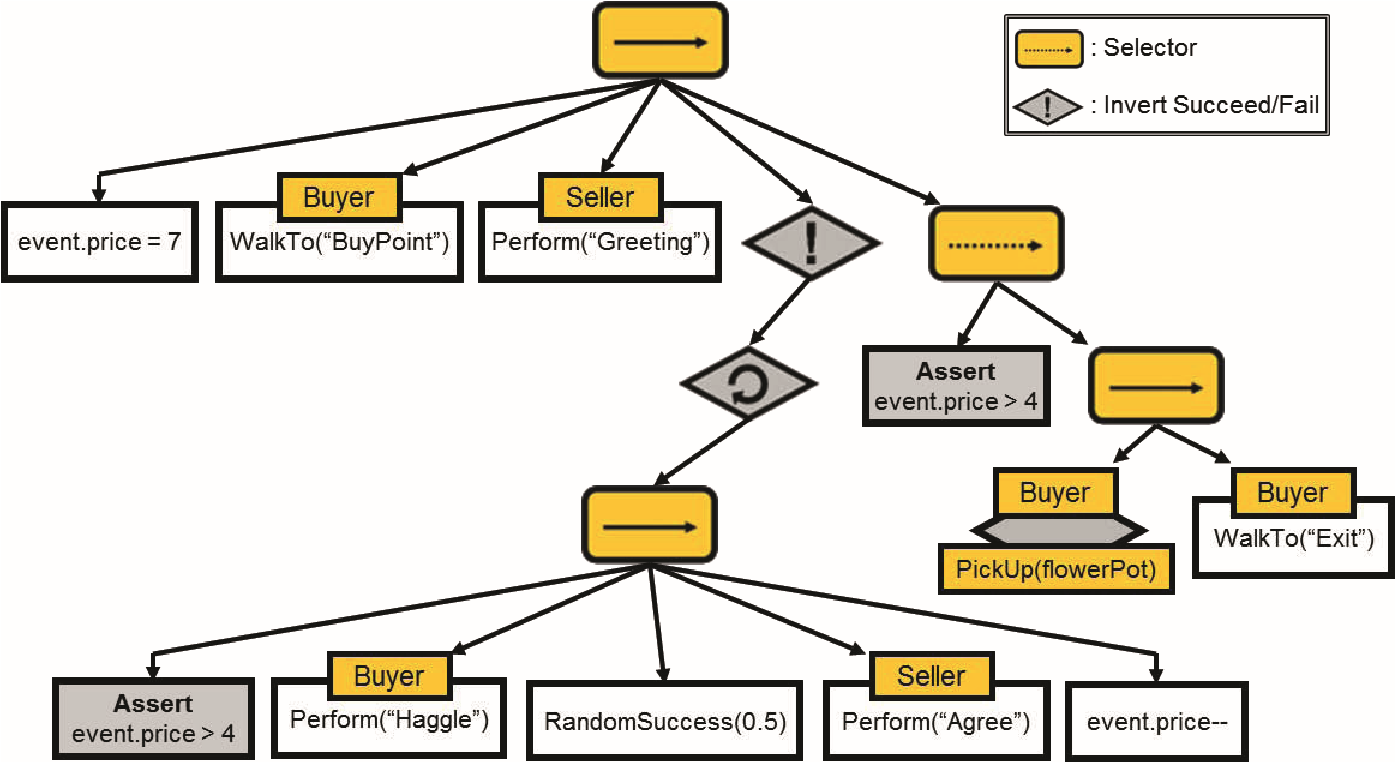 : Selector
! : Invert Succeed/Fail
event.price = 7
Buyer
WalkTo(“BuyPoint”)
Seller
Perform(“Greeting”)
!
Assert
event.price > 4
Buyer
PickUp(flowerPot)
Buyer
WalkTo(“Exit”)
Assert
event.price > 4
Buyer
Perform(“Haggle”)
RandomSuccess(0.5)
Seller
Perform(“Agree”)
event.price--